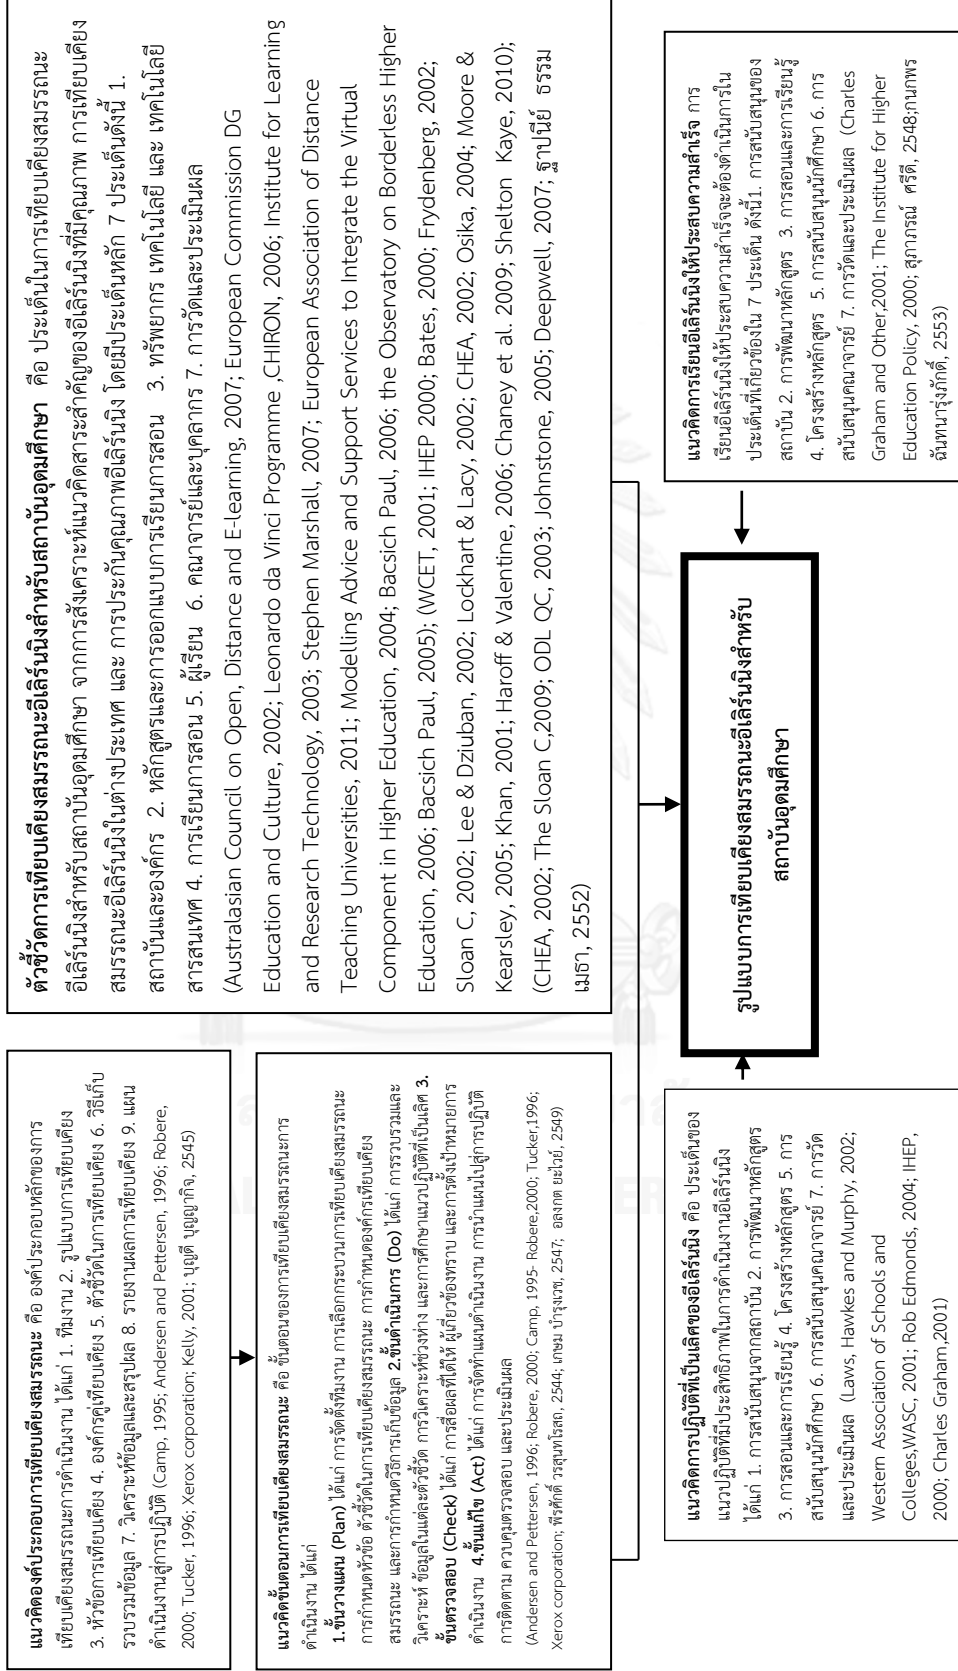 แนวคิดองค์ประกอบการเทียบเคียงสมรรถนะ คือ องค์ประกอบหลักของการ
เทียบเคียงสมรรถนะการดำเนินงาน ได้แก่ 1. ทีมงาน 2. รูปแบบการเทียบเคียง
3. หัวข้อการเทียบเคียง 4. องค์กรคู่เทียบเคียง 5. ตัวชี้วัดในการเทียบเคียง 6. วิธีเก็บ
รวบรวมข้อมูล 7. วิเคราะห์ข้อมูลและสรุปผล 8. รายงานผลการเทียบเคียง 9. แผน
ดำเนินงานสู่การปฏิบัติ (Camp, 1995; Andersen and Pettersen, 1996; Robere,
2000; Tucker, 1996; Xerox corporation; Kelly, 2001; บุญดี บุญญากิจ, 2545)
แนวคิดขั้นตอนการเทียบเคียงสมรรถนะ คือ ขั้นตอนของการเทียบเคียงสมรรถนะการ
ดำเนินงาน ได้แก่
1.ขั้นวางแผน (Plan) ได้แก่ การจัดตั้งทีมงาน การเลือกกระบวนการเทียบเคียงสมรรถนะ
การกำหนดหัวข้อ ตัวชี้วัดในการเทียบเคียงสมรรถนะ การกำหนดองค์กรเทียบเคียง
สมรรถนะ และการกำหนดวิธีการเก็บข้อมูล 2.ขั้นดำเนินการ (Do) ได้แก่ การรวบรวมและ
วิเคราะห์ ข้อมูลในแต่ละตัวชี้วัด การวิเคราะห์ช่วงห่าง และการศึกษาแนวปฏิบัติที่เป็นเลิศ 3.
ขั้นตรวจสอบ (Check) ได้แก่ การสื่อผลที่ได้ให้ ผู้เกี่ยวข้องทราบ และการตั้งเป้าหมายการ
ดำเนินงาน 4.ขั้นแก้ไข (Act) ได้แก่ การจัดทำแผนดำเนินงาน การนำแผนไปสู่การปฏิบัติ
การติดตาม ควบคุมตรวจสอบ และประเมินผล
(Andersen and Pettersen, 1996; Robere, 2000; Camp, 1995- Robere,2000; Tucker,1996;
Xerox corporation; พีรศักดิ์ วรสุนทโรสถ, 2544; เกษม บำรุงเวช, 2547; อลงกต ยะไวย์, 2549)
ตัวชี้วัดการเทียบเคียงสมรรถนะอีเลิร์นนิงสำหรับสถาบันอุดมศึกษา คือ ประเด็นในการเทียบเคียงสมรรถนะ
อีเลิร์นนิงสำหรับสถาบันอุดมศึกษา จากการสังเคราะห์แนวคิดสาระสำคัญของอีเลิร์นนิงที่มีคุณภาพ การเทียบเคียง
สมรรถนะอีเลิร์นนิงในต่างประเทศ และ การประกันคุณภาพอีเลิร์นนิง โดยมีประเด็นหลัก 7 ประเด็นดังนี้ 1.
สถาบันและองค์กร 2. หลักสูตรและการออกแบบการเรียนการสอน 3. ทรัพยากร เทคโนโลยี และ เทคโนโลยี
สารสนเทศ 4. การเรียนการสอน 5. ผู้เรียน 6. คณาจารย์และบุคลากร 7. การวัดและประเมินผล
(Australasian Council on Open, Distance and E-learning, 2007; European Commission DG
Education and Culture, 2002; Leonardo da Vinci Programme ,CHIRON, 2006; Institute for Learning
and Research Technology, 2003; Stephen Marshall, 2007; European Association of Distance
Teaching Universities, 2011; Modelling Advice and Support Services to Integrate the Virtual
Component in Higher Education, 2004; Bacsich Paul, 2006; the Observatory on Borderless Higher
Education, 2006; Bacsich Paul, 2005); (WCET, 2001; IHEP 2000; Bates, 2000; Frydenberg, 2002;
Sloan C, 2002; Lee & Dziuban, 2002; Lockhart & Lacy, 2002; CHEA, 2002; Osika, 2004; Moore &
Kearsley, 2005; Khan, 2001; Haroff & Valentine, 2006; Chaney et al. 2009; Shelton Kaye, 2010);
(CHEA, 2002; The Sloan C,2009; ODL QC, 2003; Johnstone, 2005; Deepwell, 2007; ฐาปนีย์ ธรรม
เมธา, 2552)
แนวคิดการปฏิบัติที่เป็นเลิศของอีเลิร์นนิง คือ ประเด็นของ
แนวปฏิบัติที่มีประสิทธิภาพในการดำเนินงานอีเลิร์นนิง
ได้แก่ 1. การสนับสนุนจากสถาบัน 2. การพัฒนาหลักสูตร
3. การสอนและการเรียนรู้ 4. โครงสร้างหลักสูตร 5. การ
สนับสนุนนักศึกษา 6. การสนับสนุนคณาจารย์ 7. การวัด
และประเมินผล (Laws, Hawkes and Murphy, 2002;
Western Association of Schools and
Colleges,WASC, 2001; Rob Edmonds, 2004; IHEP,
2000; Charles Graham,2001)
รูปแบบการเทียบเคียงสมรรถนะอีเลิร์นนิงสำหรับ
สถาบันอุดมศึกษา
แนวคิดการเรียนอีเลิร์นนิงให้ประสบความสำเร็จ การ
เรียนอีเลิร์นนิงให้ประสบความสำเร็จจะต้องดำเนินการใน
ประเด็นที่เกี่ยวข้องใน 7 ประเด็น ดังนี้1. การสนับสนุนของ
สถาบัน 2. การพัฒนาหลักสูตร 3. การสอนและการเรียนรู้
4. โครงสร้างหลักสูตร 5. การสนับสนุนนักศึกษา 6. การ
สนับสนุนคณาจารย์ 7. การวัดและประเมินผล (Charles
Graham and Other,2001; The Institute for Higher
Education Policy, 2000; สุภาภรณ์ ศรีดี, 2548;กนกพร
ฉันทนารุ่งภักดิ์, 2553)